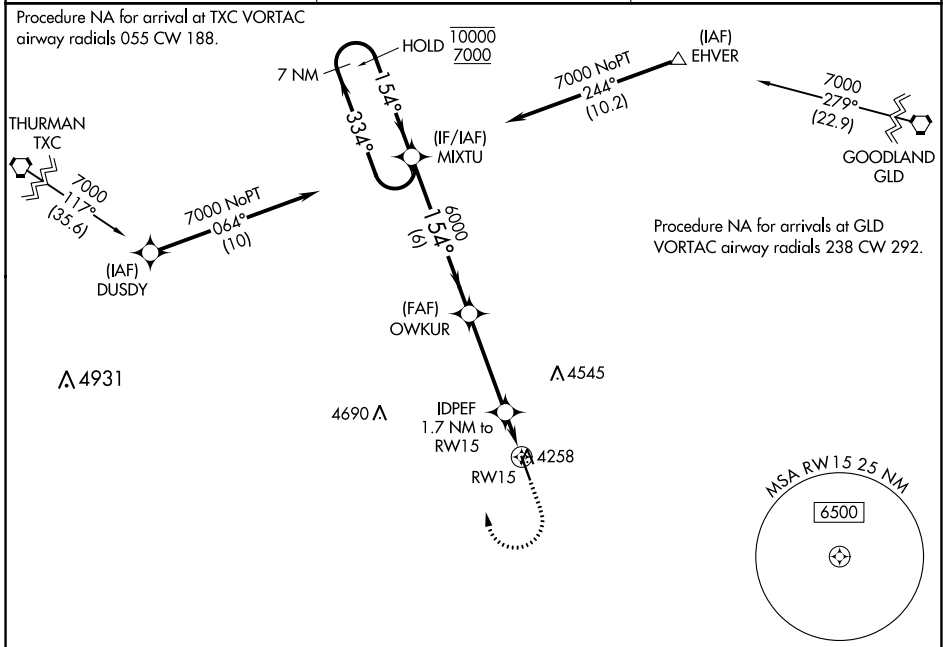 Procedure NA for arrival at TXC VORTAC
airway radials 055 CW 188.
HOLD
10000
7000
7 NM
154°
334°
(IF/IAF)
MIXTU
(IAF)
EHVER
7000 NoPT
244°
(10.2)
7000
279°
(22.9)
GOODLAND
GLD
THURMAN
TXC
7000
117°
(35.6)
7000 NoPT
064°
(10)
(IAF)
DUSDY
6000
154°
(6)
Procedure NA for arrivals at GLD
VORTAC airway radials 238 CW 292.
(FAF)
OWKUR
4931
4545
4690
IDPEF
1.7 NM to
RW15
4258
RW15
MSA RW15 25 NM
6500